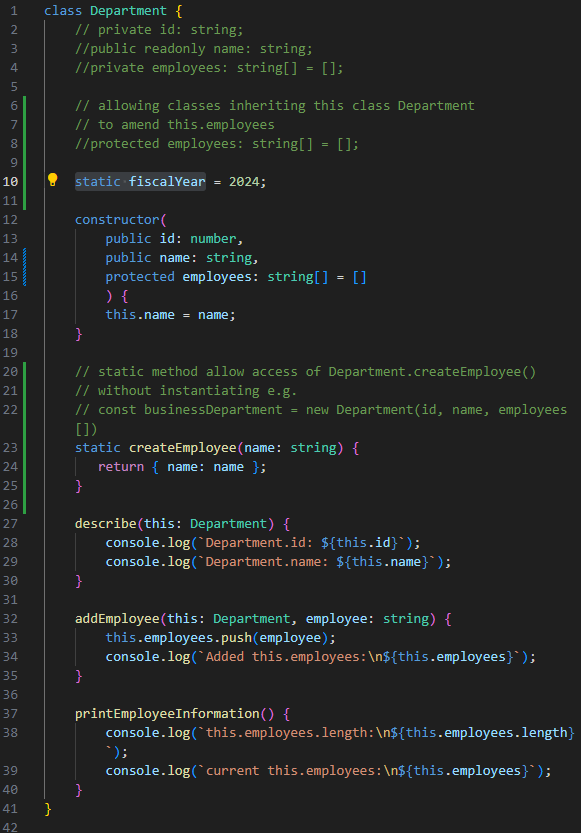 1 class Department {
2 // private id: string;
3 //public readonly name: string;
4 //private employees: string[] = [];
5
6 // allowing classes inheriting this class Department
7 // to amend this.employees
8 //protected employees: string[] = [];
9
10 static fiscalYear = 2024;
11
12 constructor(
13 public id: number,
14 public name: string,
15 protected employees: string[] = []
16 ) {
17 this.name = name;
18 }
19
20 // static method allow access of Department.createEmployee()
21 // without instantiating e.g.
22 // const businessDepartment = new Department(id, name, employees
[])
23 static createEmployee(name: string) {
24 return { name: name };
25 }
26
27 describe(this: Department) {
28 console.log(`Department.id: ${this.id}`);
29 console.log(`Department.name: ${this.name}`);
30 }
31
32 addEmployee(this: Department, employee: string) {
33 this.employees.push(employee);
34 console.log(`Added this.employees:\n${this.employees}`);
35 }
36
37 printEmployeeInformation() {
38 console.log(`this.employees.length:\n${this.employees.length}
`);
39 console.log(`current this.employees:\n${this.employees}`);
40 }
41 }
42